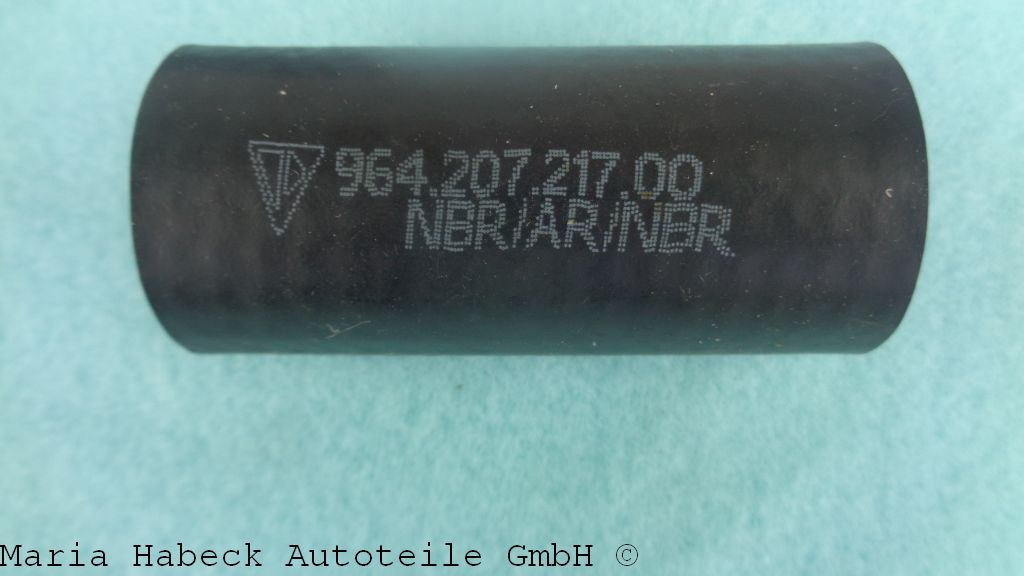 964.207.217.00
NBR/AR/NBR
Maria Habeck Autoteile GmbH ©